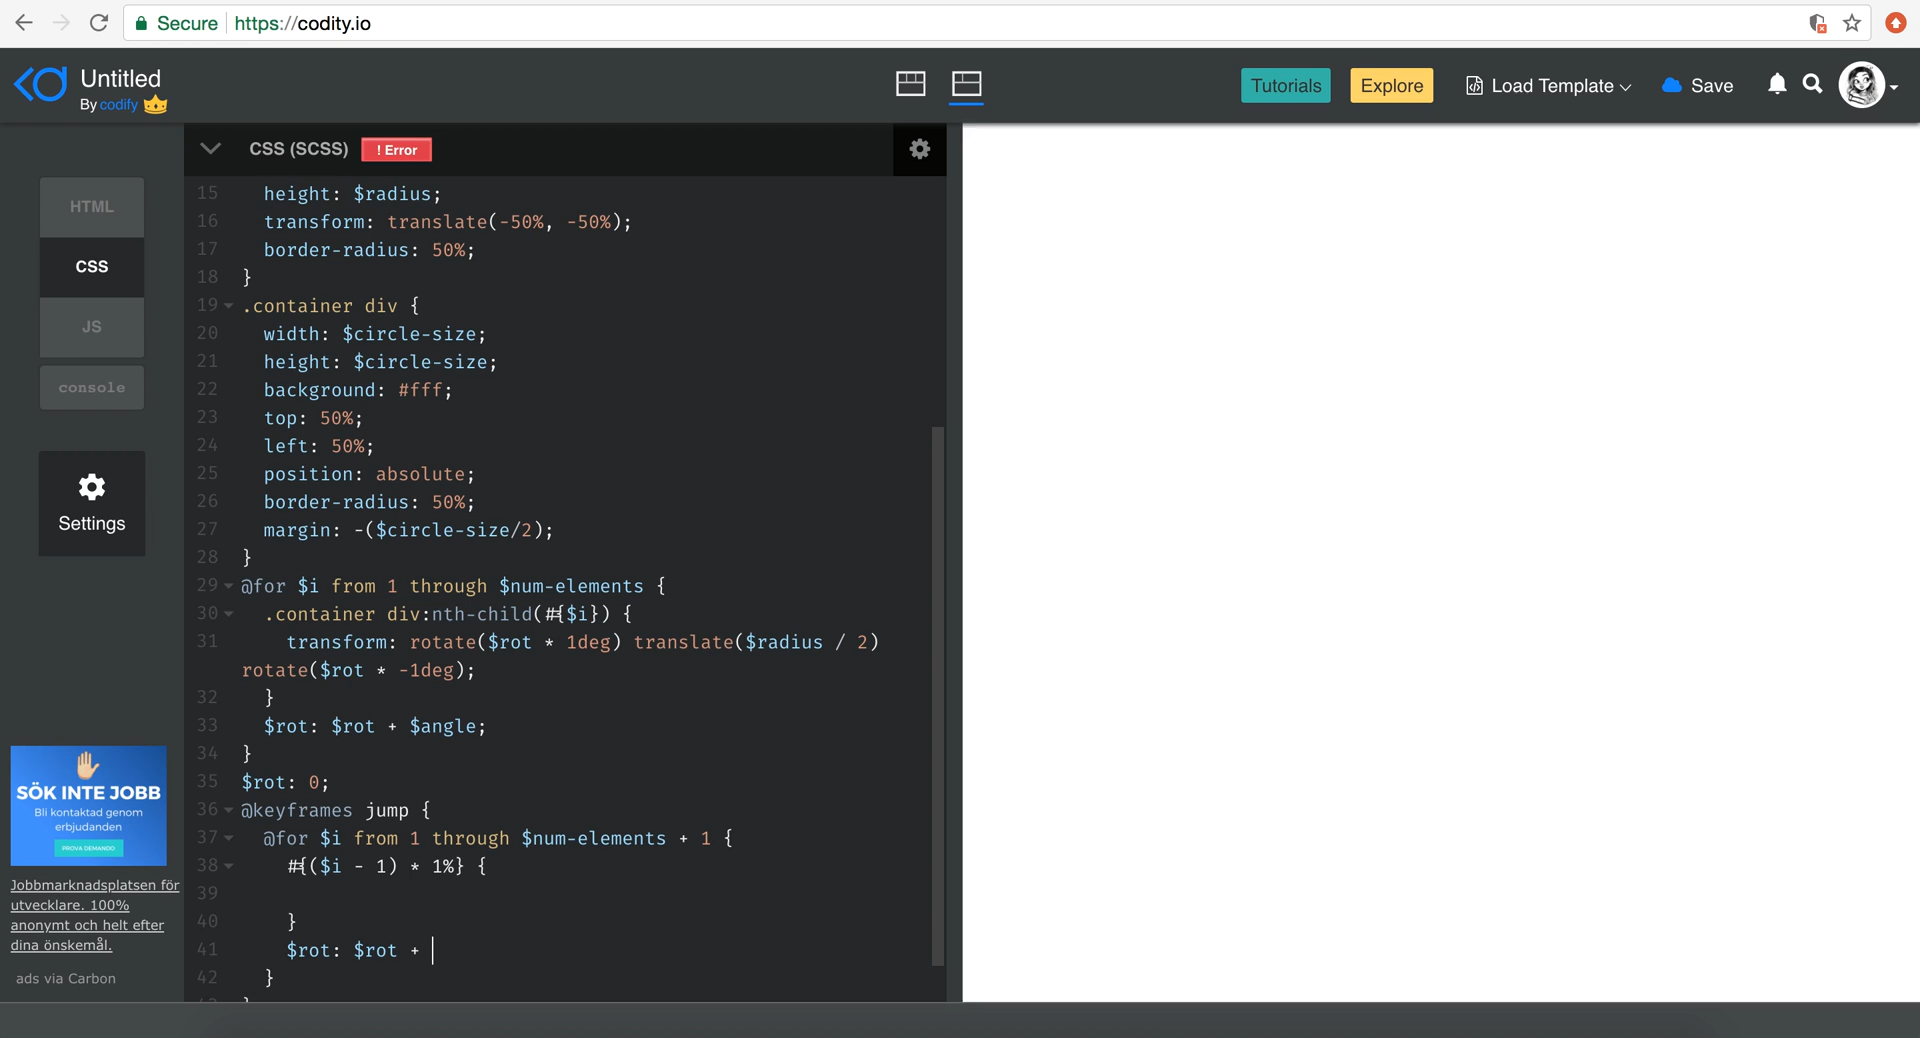 Secure https://codity.io
Untitled
By codify
Tutorials
Explore
Load Template
Save
CSS (SCSS)
! Error
HTML
CSS
JS
console
Settings
SÖK INTE JOBB
Bli kontaktad genom
erbjudanden
PROVA DEMANDO
Jobbmarknadsplatsen för
utvecklare. 100%
anonymt och helt efter
dina önskemål.
ads via Carbon
15 height: $radius;
16 transform: translate(-50%, -50%);
17 border-radius: 50%;
18 }
19 .container div {
20 width: $circle-size;
21 height: $circle-size;
22 background: #fff;
23 top: 50%;
24 left: 50%;
25 position: absolute;
26 border-radius: 50%;
27 margin: -($circle-size/2);
28 }
29 @for $i from 1 through $num-elements {
30 .container div:nth-child(#{$i}) {
31 transform: rotate($rot * 1deg) translate($radius / 2)
rotate($rot * -1deg);
32 }
33 $rot: $rot + $angle;
34 }
35 $rot: 0;
36 @keyframes jump {
37 @for $i from 1 through $num-elements + 1 {
38 #{($i - 1) * 1%} {
39
40 }
41 $rot: $rot +
42 }